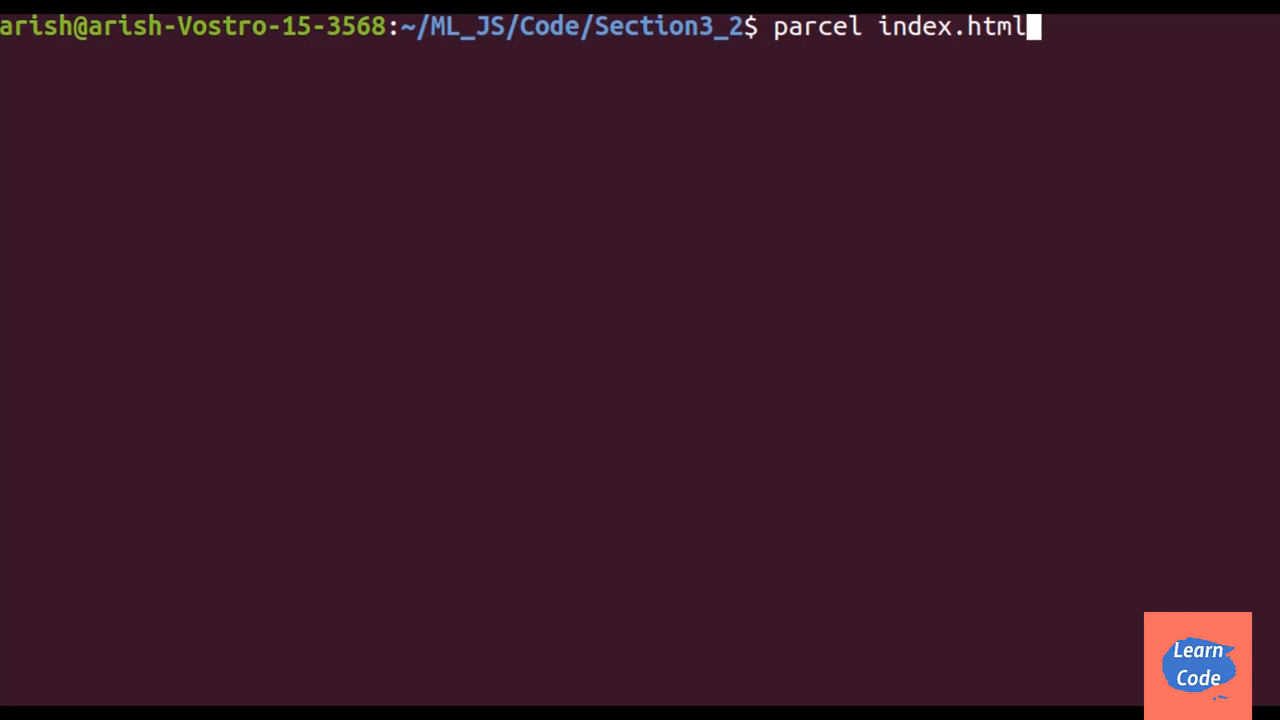 arish@arish-Vostro-15-3568:~/ML_JS/Code/Section3_2$ parcel index.html
Learn
Code